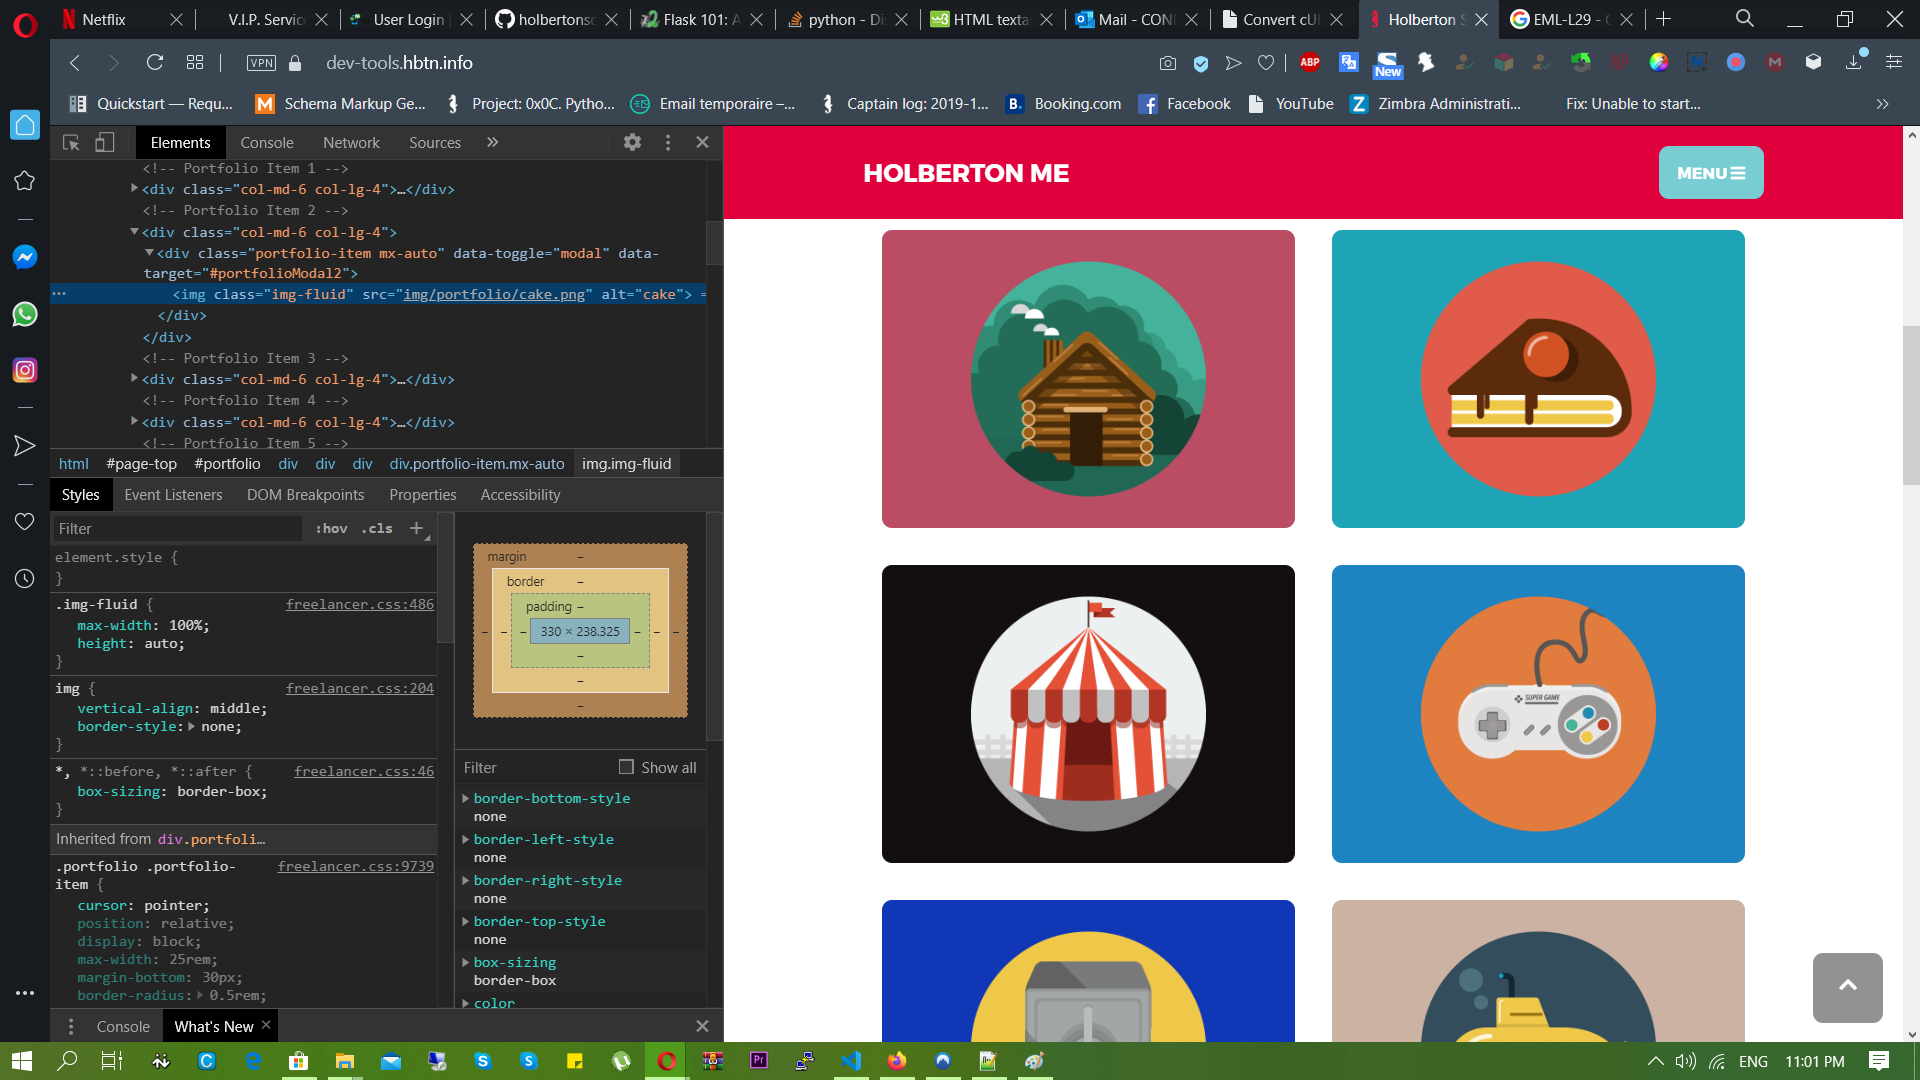 Netflix
V.I.P. Servic
User Login
holbertonsc
Flask 101: A
python - Dis
HTML textar
Mail - CONI
Convert cUR
Holberton S
EML-L29 - G
VPN
dev-tools.hbtn.info
ABP
New
Quickstart — Requ...
Schema Markup Ge...
Project: 0x0C. Pytho...
Email temporaire –...
Captain log: 2019-1...
B.
Booking.com
Facebook
YouTube
Zimbra Administrati...
Fix: Unable to start...
Elements
Console
Network
Sources
<!-- Portfolio Item 1 -->
<div class="col-md-6 col-lg-4">…</div>
<!-- Portfolio Item 2 -->
<div class="col-md-6 col-lg-4">
<div class="portfolio-item mx-auto" data-toggle="modal" data-
target="#portfolioModal2">
<img class="img-fluid" src="img/portfolio/cake.png" alt="cake"> =
</div>
</div>
<!-- Portfolio Item 3 -->
<div class="col-md-6 col-lg-4">…</div>
<!-- Portfolio Item 4 -->
<div class="col-md-6 col-lg-4">…</div>
<!-- Portfolio Item 5 -->
html
#page-top
#portfolio
div
div
div
div.portfolio-item.mx-auto
img.img-fluid
Styles
Event Listeners
DOM Breakpoints
Properties
Accessibility
Filter
:hov
.cls
element.style {
}
.img-fluid {
freelancer.css:486
max-width: 100%;
height: auto;
}
img {
freelancer.css:204
vertical-align: middle;
border-style: none;
}
*, *::before, *::after {
freelancer.css:46
box-sizing: border-box;
}
Inherited from div.portfoli…
.portfolio .portfolio-
freelancer.css:9739
item {
cursor: pointer;
position: relative;
display: block;
max-width: 25rem;
margin-bottom: 30px;
border-radius: 0.5rem;
margin –
border –
padding –
– – – 330 × 238.325 – – –
–
–
–
Filter
Show all
border-bottom-style
none
border-left-style
none
border-right-style
none
border-top-style
none
box-sizing
border-box
color
Console
What's New
HOLBERTON ME
MENU
SUPER GAME
ENG
11:01 PM